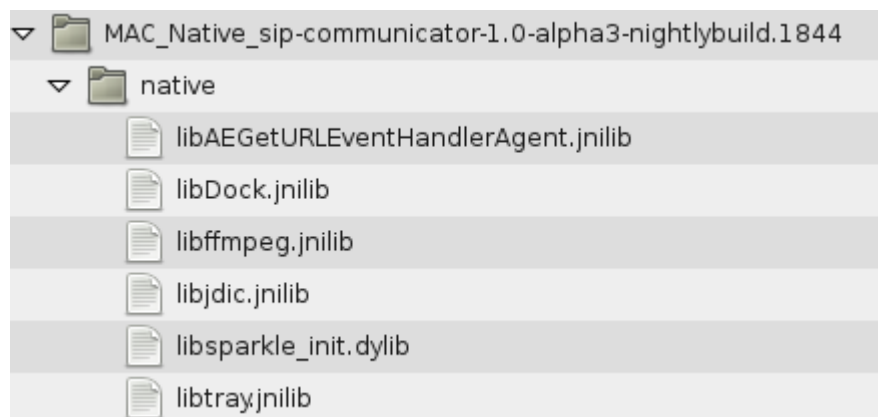 MAC_Native_sip-communicator-1.0-alpha3-nightlybuild.1844
native
libAEGetURLEventHandlerAgent.jnilib
libDock.jnilib
libffmpeg.jnilib
libjdic.jnilib
libsparkle_init.dylib
libtray.jnilib